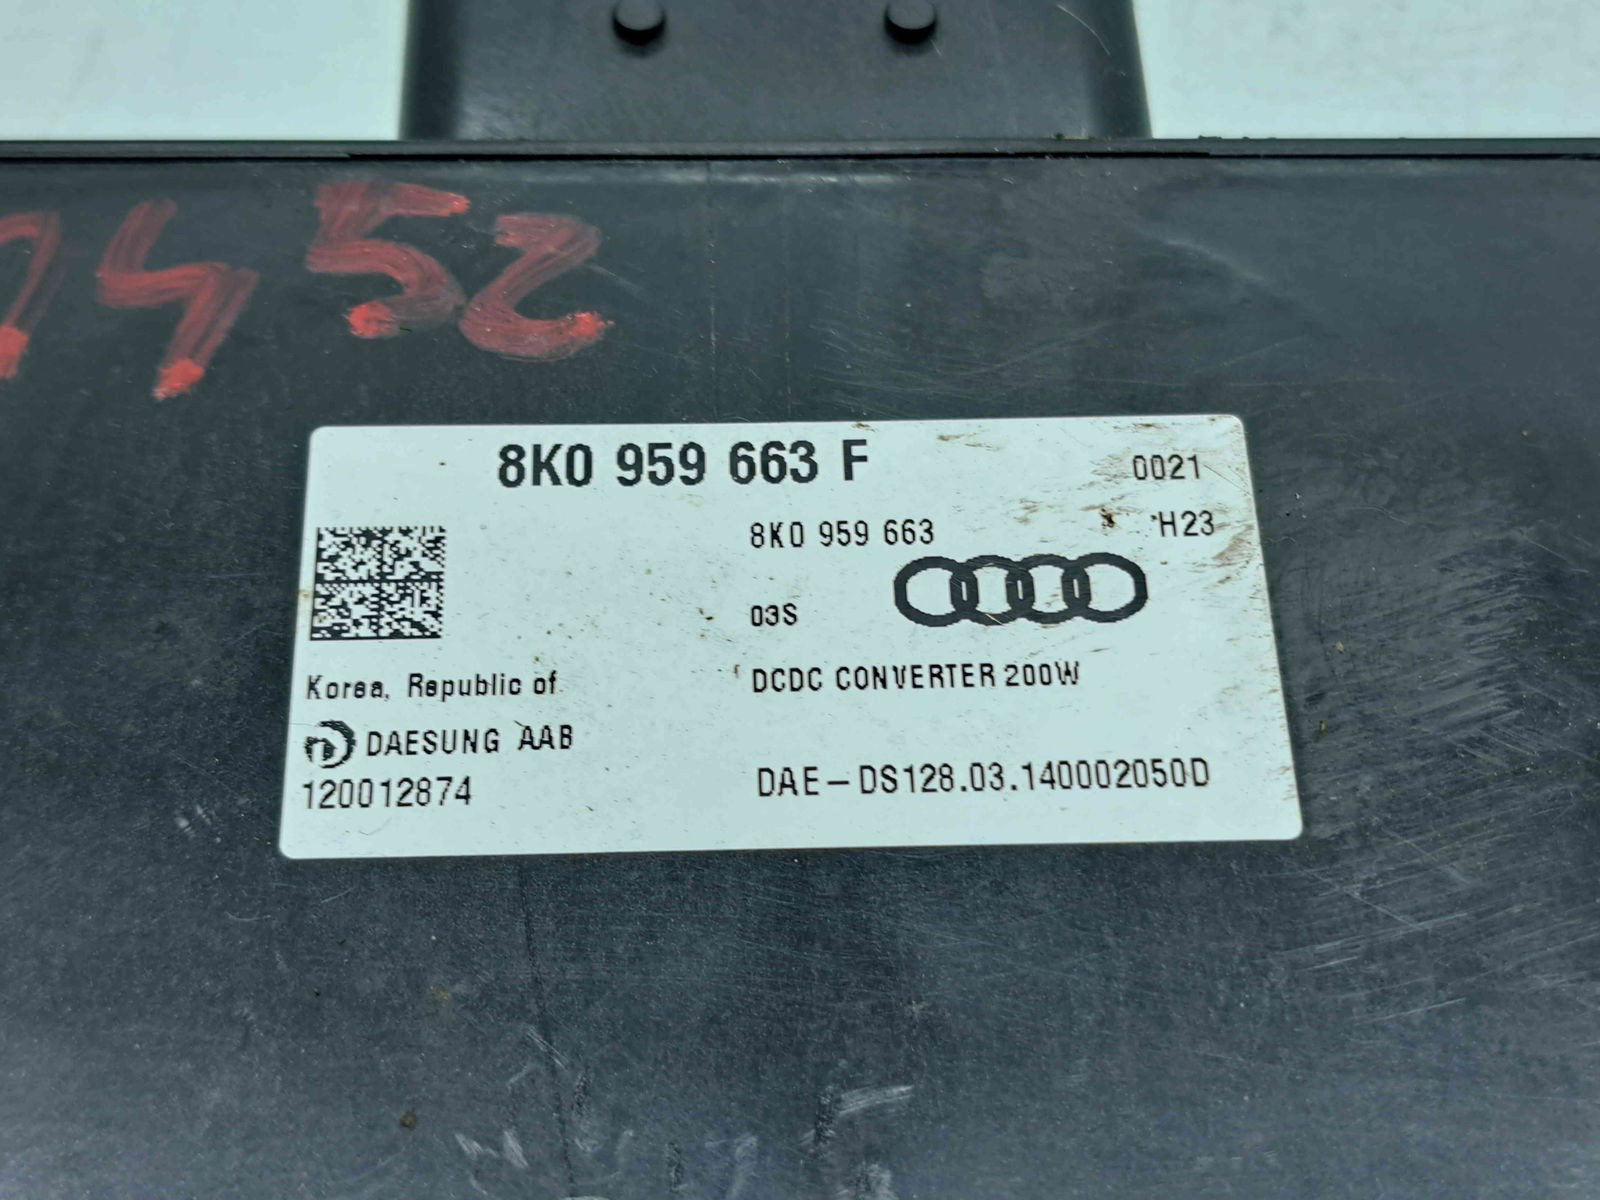 1452
8K0 959 663 F
0021
8K0 959 663
H23
03S
Korea, Republic of
DCDC CONVERTER 200W
DAESUNG AAB
120012874
DAE-DS128.03.140002050D